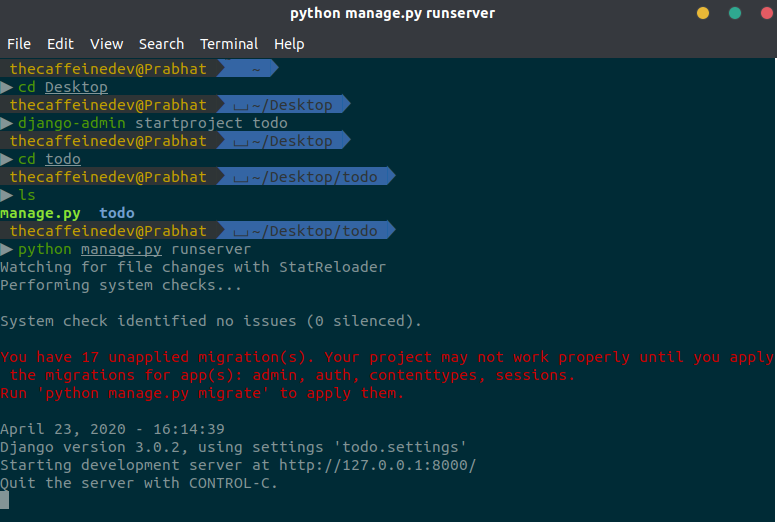 python manage.py runserver
File Edit View Search Terminal Help
thecaffeinedev@Prabhat ~
cd Desktop
thecaffeinedev@Prabhat ~/Desktop
django-admin startproject todo
thecaffeinedev@Prabhat ~/Desktop
cd todo
thecaffeinedev@Prabhat ~/Desktop/todo
ls
manage.py todo
thecaffeinedev@Prabhat ~/Desktop/todo
python manage.py runserver
Watching for file changes with StatReloader
Performing system checks...
System check identified no issues (0 silenced).
You have 17 unapplied migration(s). Your project may not work properly until you apply
the migrations for app(s): admin, auth, contenttypes, sessions.
Run 'python manage.py migrate' to apply them.
April 23, 2020 - 16:14:39
Django version 3.0.2, using settings 'todo.settings'
Starting development server at http://127.0.0.1:8000/
Quit the server with CONTROL-C.